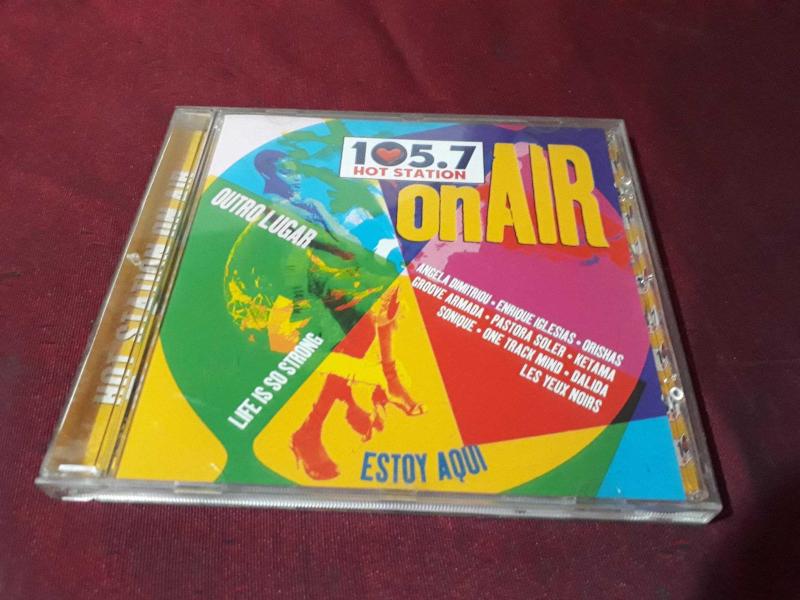 105.7
HOT STATION
onAIR
OUTRO LUGAR
ANGELA DIMITRIOU • ENRIQUE IGLESIAS • ORISHAS
GROOVE ARMADA • PASTORA SOLER • KETAMA
SONIQUE • ONE TRACK MIND • DALIDA
LES YEUX NOIRS
LIFE IS SO STRONG
ESTOY AQUI
HOT STATION ON AIR